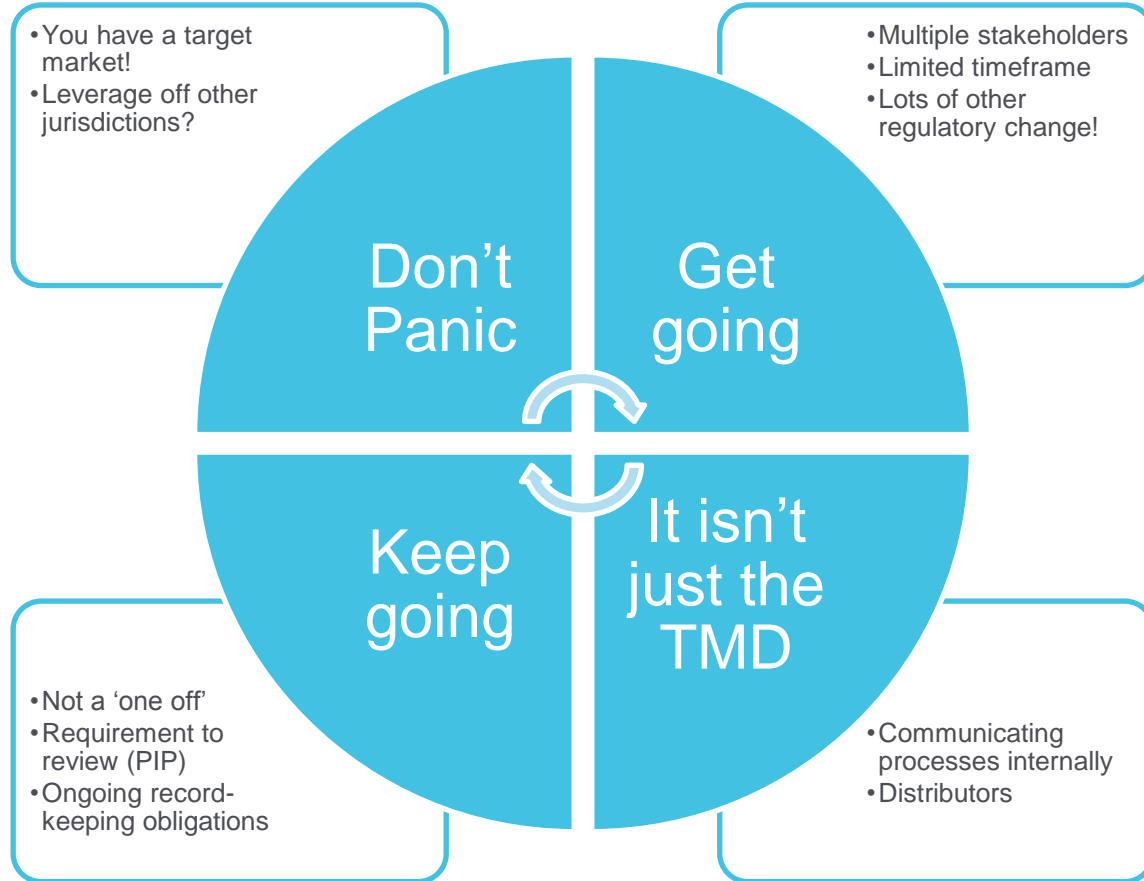 •You have a target
market!
•Leverage off other
jurisdictions?
•Multiple stakeholders
•Limited timeframe
•Lots of other
regulatory change!
Don’t
Panic
Get
going
Keep
going
It isn’t
just the
TMD
•Not a ‘one off’
•Requirement to
review (PIP)
•Ongoing record-
keeping obligations
•Communicating
processes internally
•Distributors